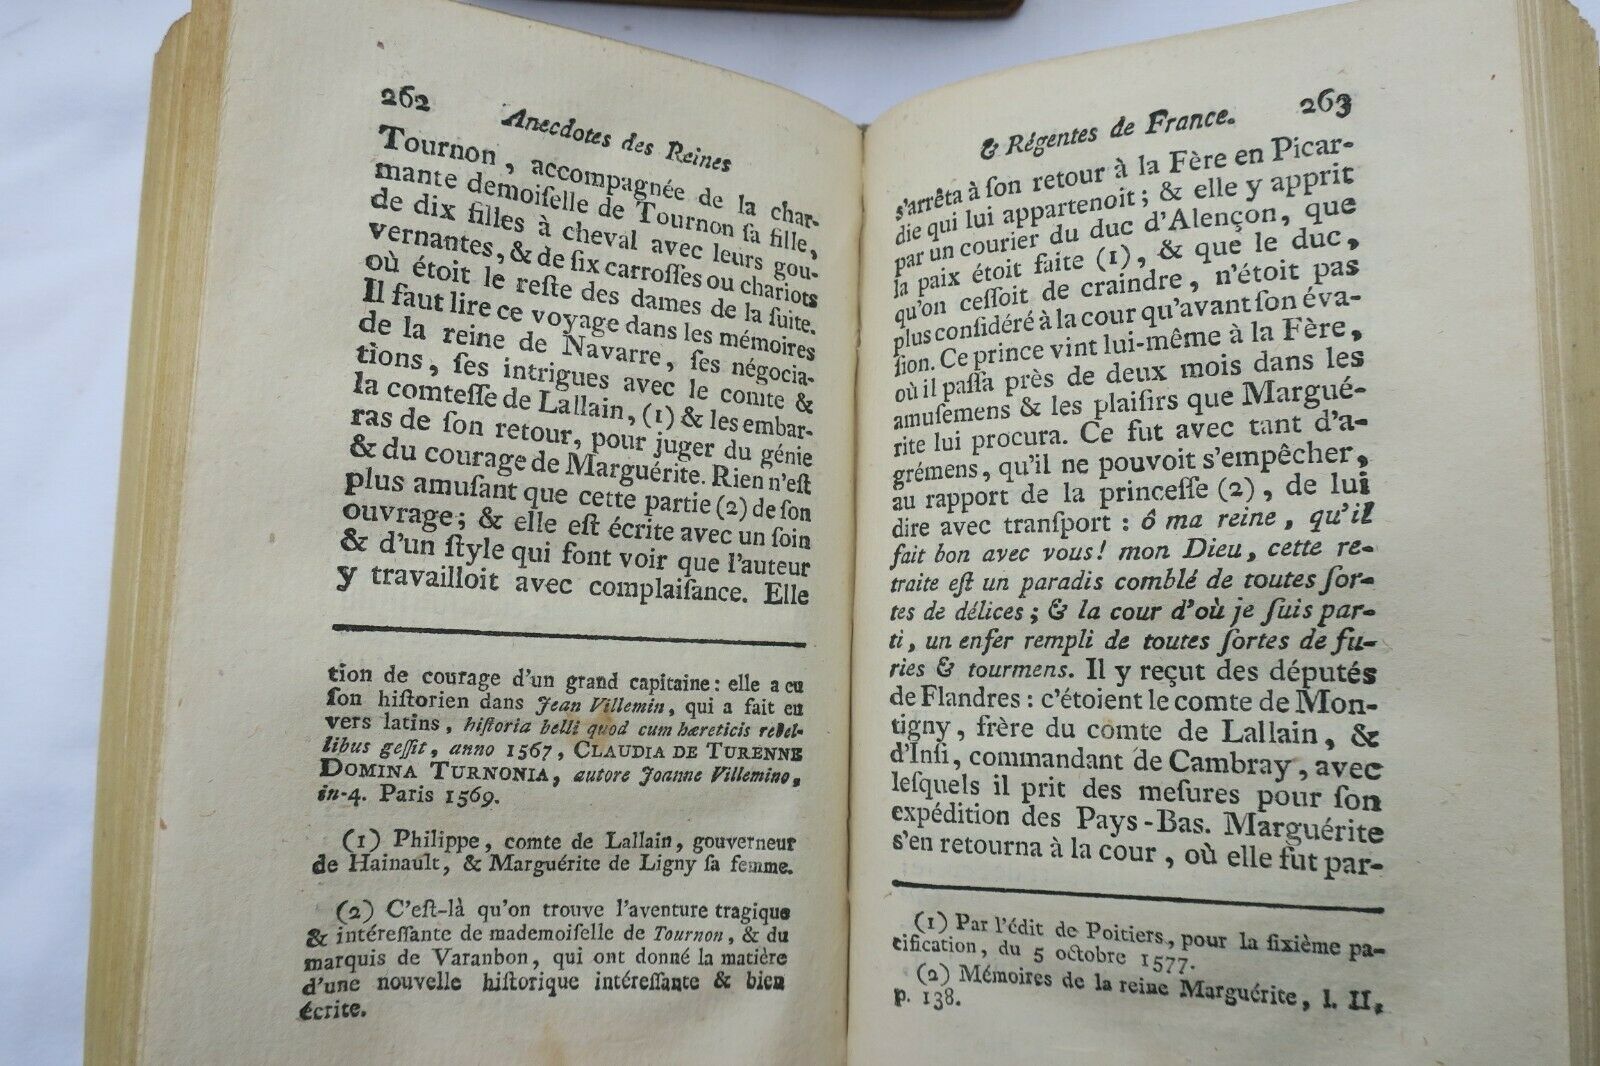 262
Anecdotes des Reines
Tournon, accompagnée de la char-
mante demoiſelle de Tournon ſa fille,
de dix filles à cheval avec leurs gou-
vernantes, & de ſix carroſſes ou chariots
où étoit le reſte des dames de la ſuite.
Il faut lire ce voyage dans les mémoires
de la reine de Navarre, ſes négocia-
tions, ſes intrigues avec le comte &
la comteſſe de Lallain, (1) & les embar-
ras de ſon retour, pour juger du génie
& du courage de Marguérite. Rien n'eſt
plus amuſant que cette partie (2) de ſon
ouvrage; & elle eſt écrite avec un ſoin
& d'un ſtyle qui font voir que l'auteur
y travailloit avec complaiſance. Elle
tion de courage d'un grand capitaine: elle a eu
ſon hiſtorien dans Jean Villemin, qui a fait en
vers latins, hiſtoria belli quod cum hæreticis rebel-
libus geſſit, anno 1567, CLAUDIA DE TURENNE
DOMINA TURNONIA, autore Joanne Villemino,
in-4. Paris 1569.
(1) Philippe, comte de Lallain, gouverneur
de Hainault, & Marguérite de Ligny ſa femme.
(2) C'eſt-là qu'on trouve l'aventure tragique
& intéreſſante de mademoiſelle de Tournon, & du
marquis de Varanbon, qui ont donné la matière
d'une nouvelle hiſtorique intéreſſante & bien
écrite.
& Régentes de France.
263
s'arrêta à ſon retour à la Fère en Picar-
die qui lui appartenoit; & elle y apprit
par un courier du duc d'Alençon, que
la paix étoit faite (1), & que le duc,
qu'on ceſſoit de craindre, n'étoit pas
plus conſidéré à la cour qu'avant ſon éva-
ſion. Ce prince vint lui-même à la Fère,
où il paſſa près de deux mois dans les
amuſemens & les plaiſirs que Margué-
rite lui procura. Ce fut avec tant d'a-
grémens, qu'il ne pouvoit s'empêcher,
au rapport de la princeſſe (2), de lui
dire avec tranſport : ô ma reine, qu'il
fait bon avec vous! mon Dieu, cette re-
traite eſt un paradis comblé de toutes ſor-
tes de délices; & la cour d'où je ſuis par-
ti, un enfer rempli de toutes ſortes de fu-
ries & tourmens. Il y reçut des députés
de Flandres : c'étoient le comte de Mon-
tigny, frère du comte de Lallain, &
d'Inſi, commandant de Cambray, avec
leſquels il prit des meſures pour ſon
expédition des Pays-Bas. Marguérite
s'en retourna à la cour, où elle fut par-
(1) Par l'édit de Poitiers, pour la ſixième pa-
cification, du 5 octobre 1577.
(2) Mémoires de la reine Marguérite, l. II,
p. 138.